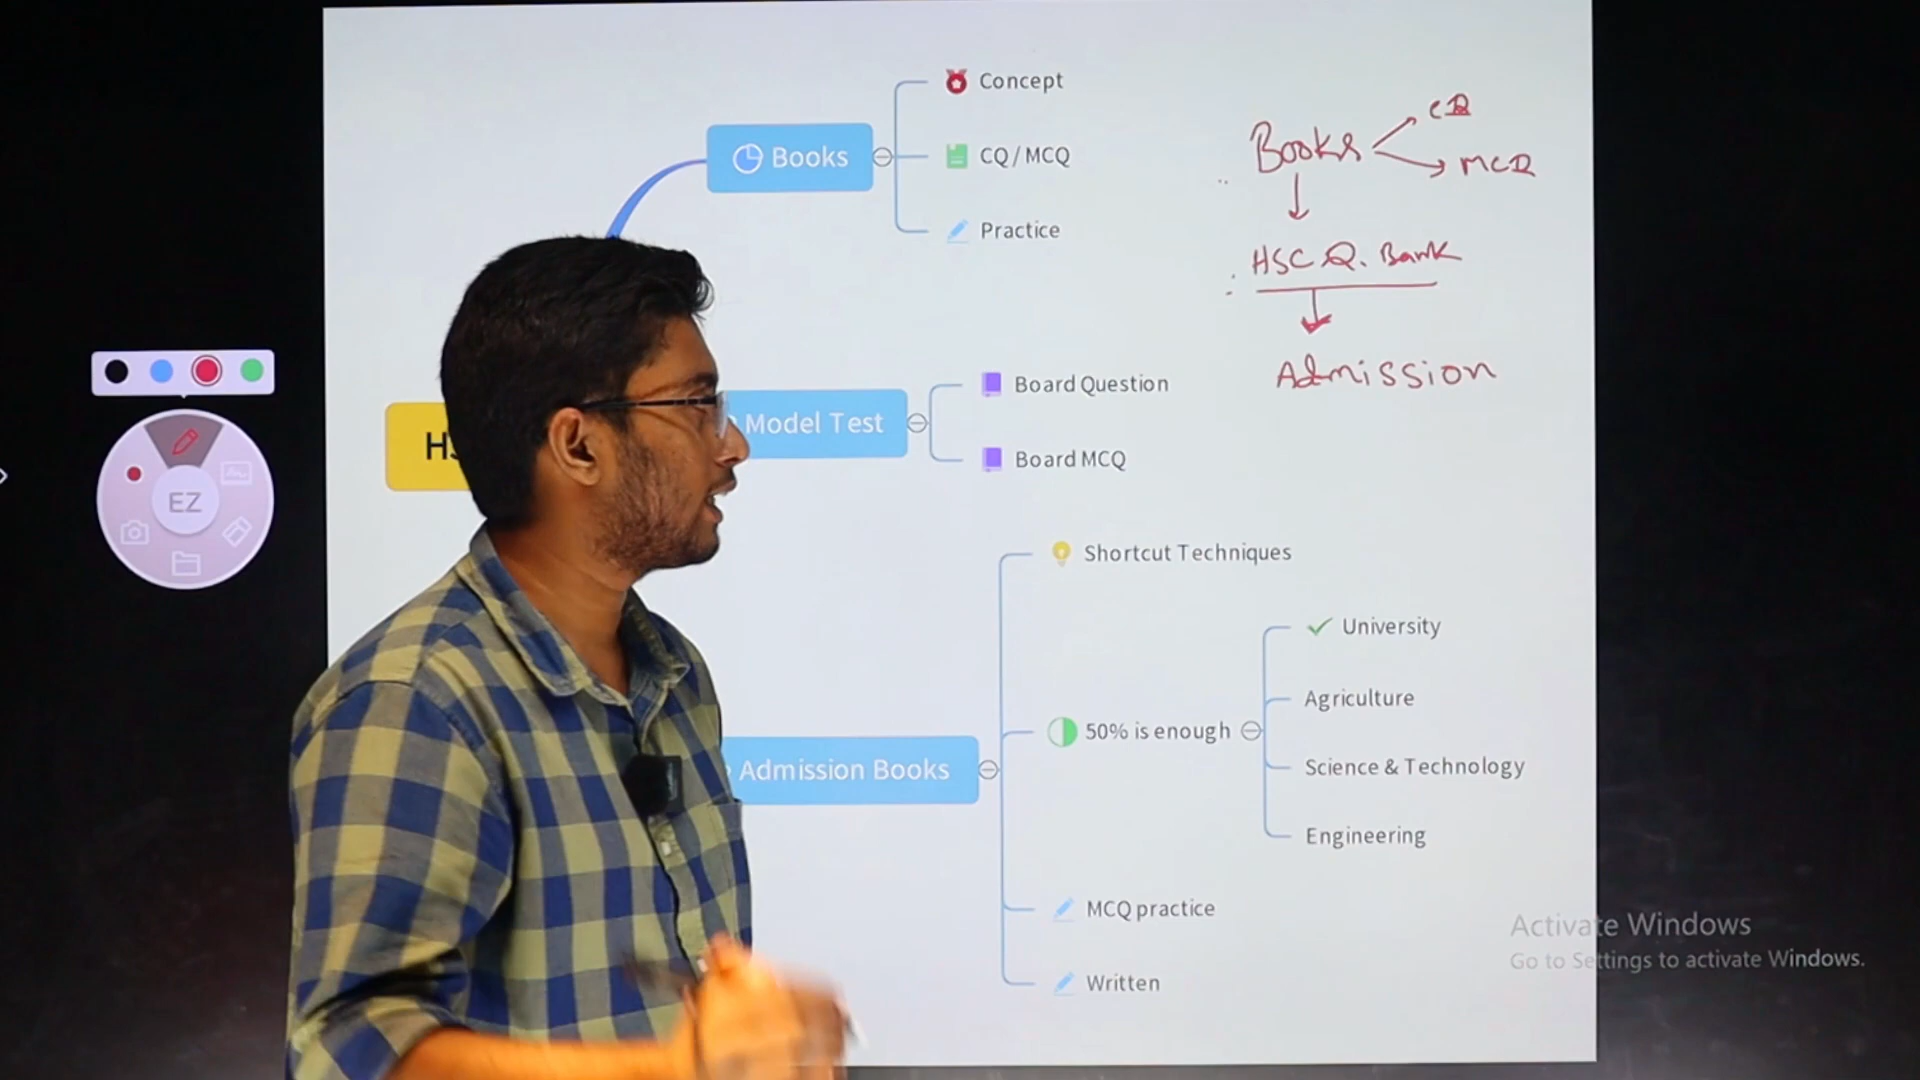 Concept
Books
CQ / MCQ
Practice
Books
CQ
MCQ
HSC Q. Bank
Admission
EZ
Model Test
Board Question
Board MCQ
Shortcut Techniques
University
Agriculture
50% is enough
Science & Technology
Engineering
Admission Books
MCQ practice
Written
Activate Windows
Go to Settings to activate Windows.